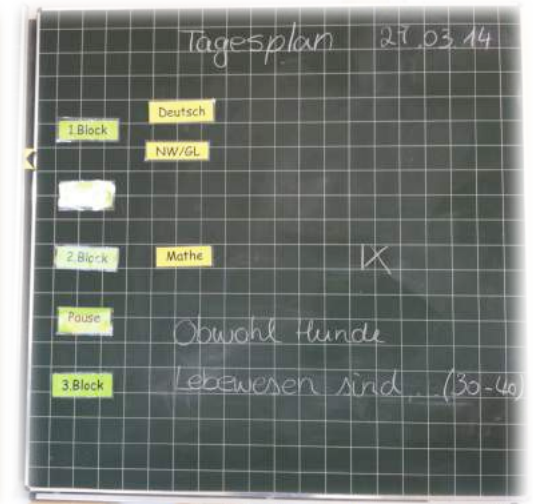 Tagesplan 27.03.14
Deutsch
1.Block
NW/GL
2.Block Mathe IX
Pause
Obwohl Hunde
3.Block Lebewesen sind ... (30-40)